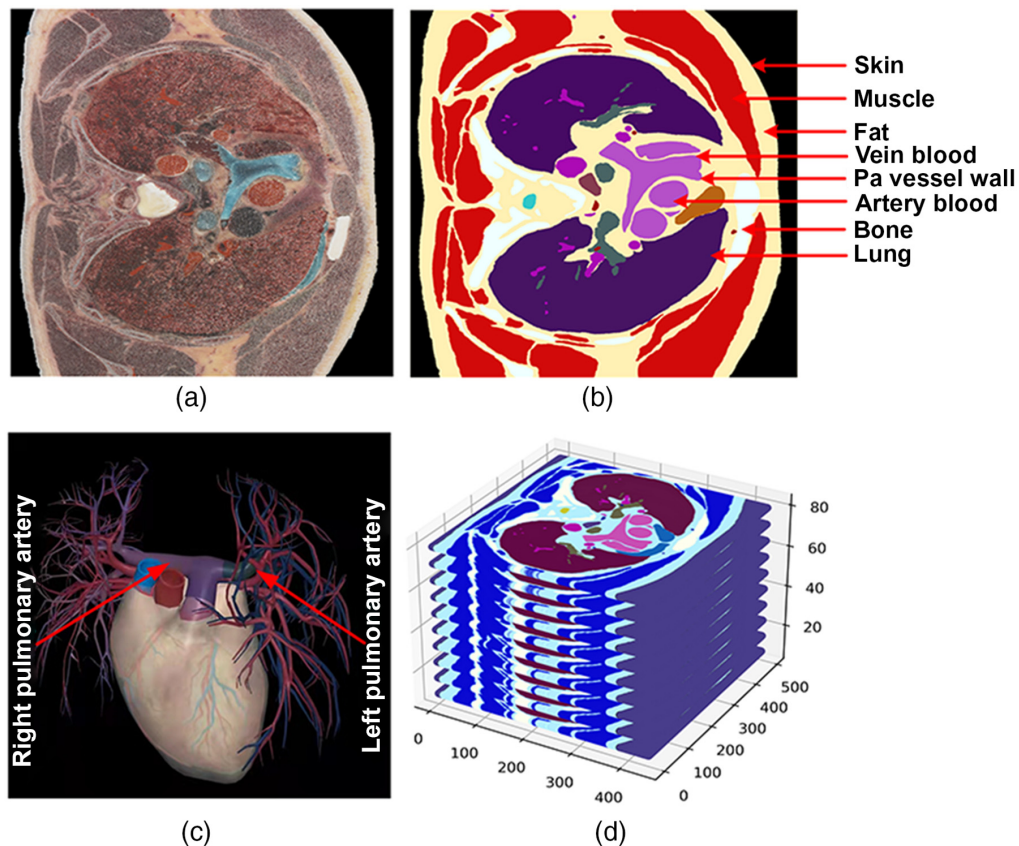 Skin
Muscle
Fat
Vein blood
Pa vessel wall
Artery blood
Bone
Lung
(a)
(b)
Right pulmonary artery
Left pulmonary artery
80
60
40
20
0
100
200
300
400
0
100
200
300
400
500
(c)
(d)